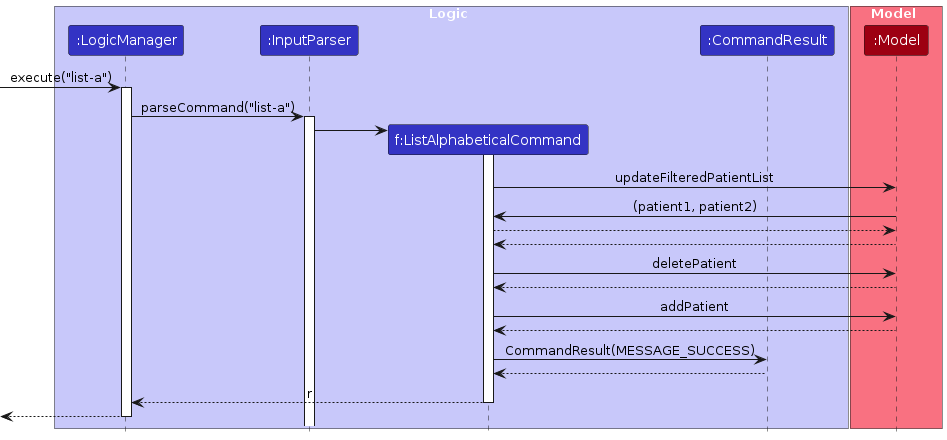 Logic
Model
:LogicManager
:InputParser
:CommandResult
:Model
execute("list-a")
parseCommand("list-a")
f:ListAlphabeticalCommand
updateFilteredPatientList
(patient1, patient2)
deletePatient
addPatient
CommandResult(MESSAGE_SUCCESS)
r